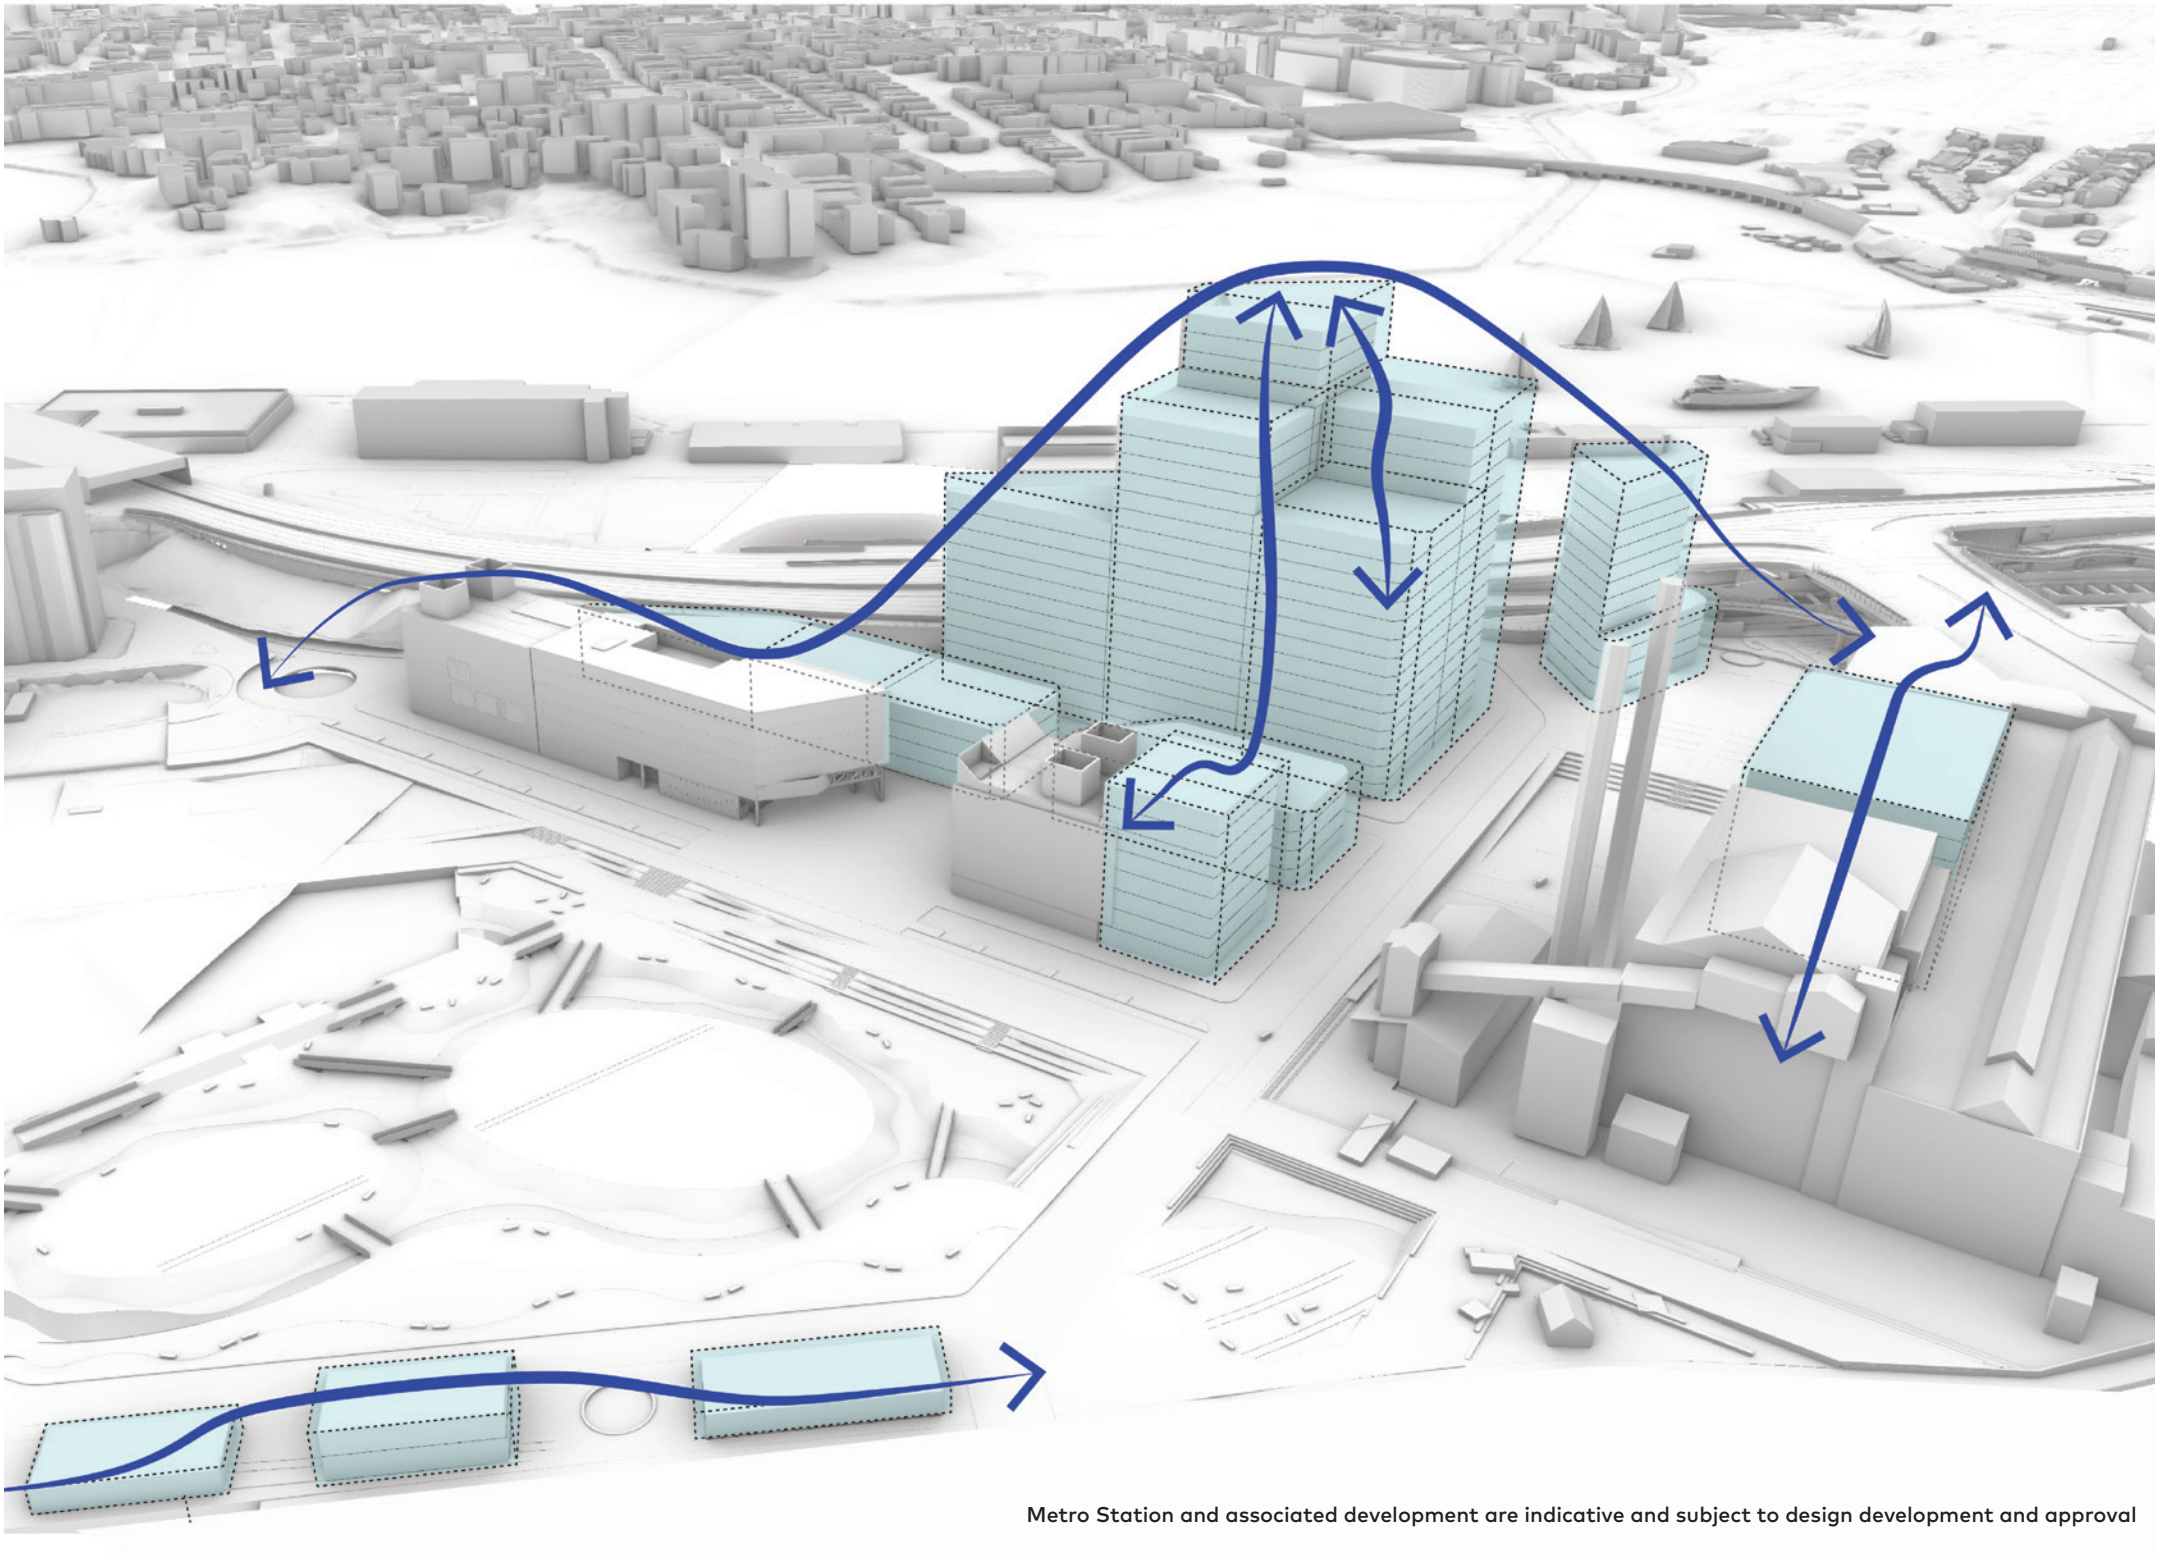 Metro Station and associated development are indicative and subject to design development and approval